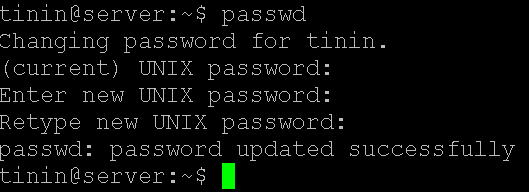 tinin@server:~$ passwd
Changing password for tinin.
(current) UNIX password:
Enter new UNIX password:
Retype new UNIX password:
passwd: password updated successfully
tinin@server:~$